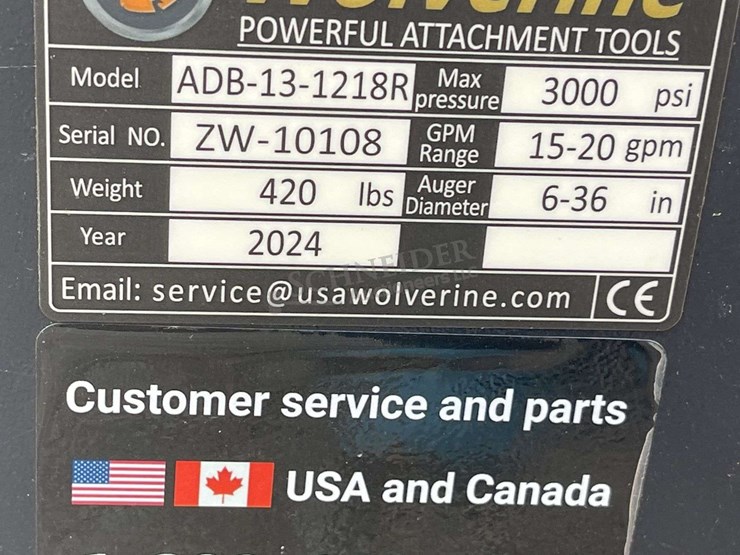 Wolverine
POWERFUL ATTACHMENT TOOLS
Model ADB-13-1218R Max pressure 3000 psi
Serial NO. ZW-10108 GPM Range 15-20 gpm
Weight 420 lbs Auger Diameter 6-36 in
Year 2024
Email: service@usawolverine.com CE
SCHNEIDER
Customer service and parts
USA and Canada